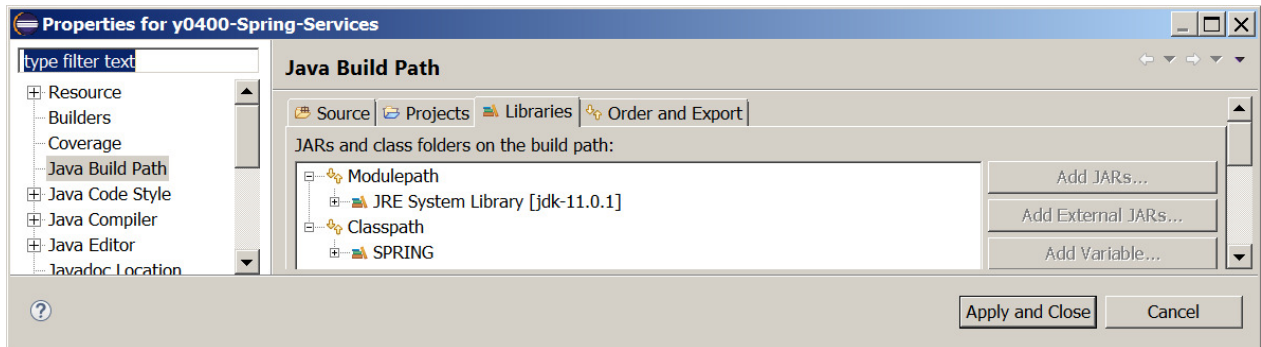 Properties for y0400-Spring-Services
type filter text
Resource
Builders
Coverage
Java Build Path
Java Code Style
Java Compiler
Java Editor
Javadoc Location
Java Build Path
Source Projects Libraries Order and Export
JARs and class folders on the build path:
Modulepath
JRE System Library [jdk-11.0.1]
Classpath
SPRING
Add JARs...
Add External JARs...
Add Variable...
?
Apply and Close
Cancel